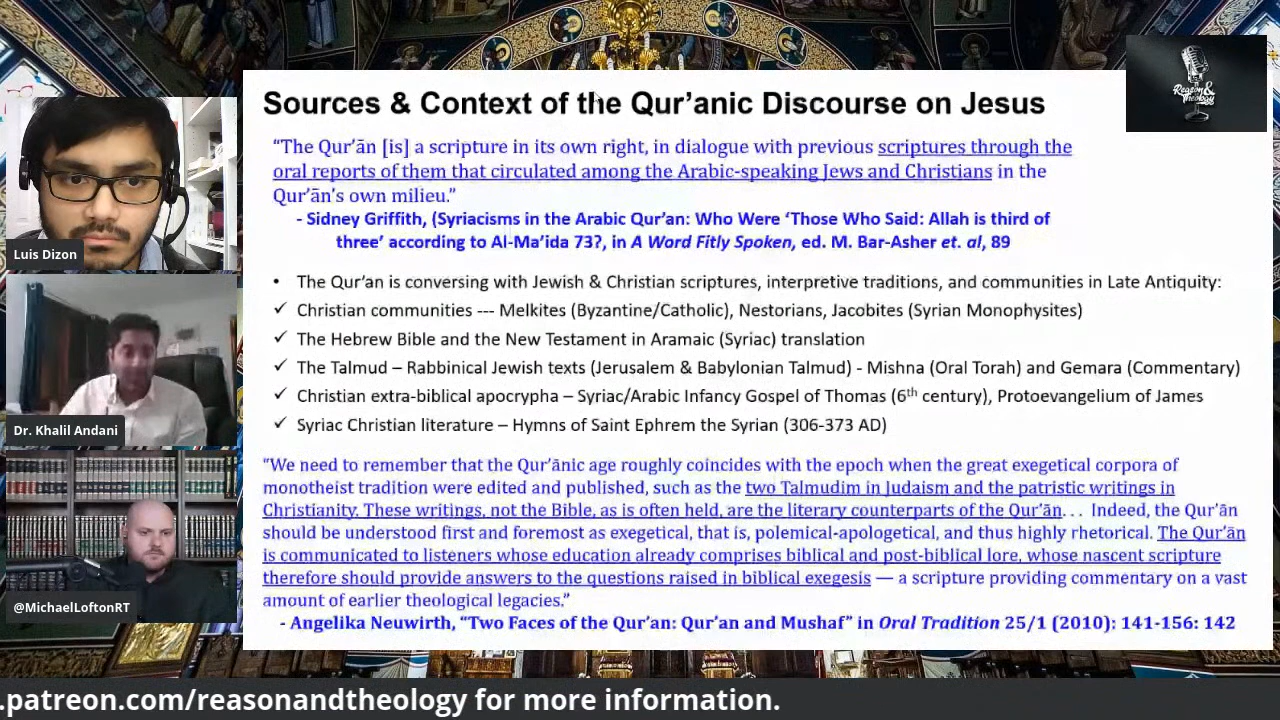 Reason &
Theology
Sources & Context of the Qur’anic Discourse on Jesus
“The Qur’ān [is] a scripture in its own right, in dialogue with previous scriptures through the
oral reports of them that circulated among the Arabic-speaking Jews and Christians in the
Qur’ān’s own milieu.”
- Sidney Griffith, (Syriacisms in the Arabic Qur’an: Who Were ‘Those Who Said: Allah is third of
three’ according to Al-Ma’ida 73?, in A Word Fitly Spoken, ed. M. Bar-Asher et. al, 89
• The Qur’an is conversing with Jewish & Christian scriptures, interpretive traditions, and communities in Late Antiquity:
✓ Christian communities --- Melkites (Byzantine/Catholic), Nestorians, Jacobites (Syrian Monophysites)
✓ The Hebrew Bible and the New Testament in Aramaic (Syriac) translation
✓ The Talmud – Rabbinical Jewish texts (Jerusalem & Babylonian Talmud) - Mishna (Oral Torah) and Gemara (Commentary)
✓ Christian extra-biblical apocrypha – Syriac/Arabic Infancy Gospel of Thomas (6th century), Protoevangelium of James
✓ Syriac Christian literature – Hymns of Saint Ephrem the Syrian (306-373 AD)
“We need to remember that the Qur’ānic age roughly coincides with the epoch when the great exegetical corpora of
monotheist tradition were edited and published, such as the two Talmudim in Judaism and the patristic writings in
Christianity. These writings, not the Bible, as is often held, are the literary counterparts of the Qur’ān. . . Indeed, the Qur’ān
should be understood first and foremost as exegetical, that is, polemical-apologetical, and thus highly rhetorical. The Qur’ān
is communicated to listeners whose education already comprises biblical and post-biblical lore, whose nascent scripture
therefore should provide answers to the questions raised in biblical exegesis — a scripture providing commentary on a vast
amount of earlier theological legacies.”
- Angelika Neuwirth, “Two Faces of the Qur’an: Qur’an and Mushaf” in Oral Tradition 25/1 (2010): 141-156: 142
Luis Dizon
Dr. Khalil Andani
@MichaelLoftonRT
.patreon.com/reasonandtheology for more information.